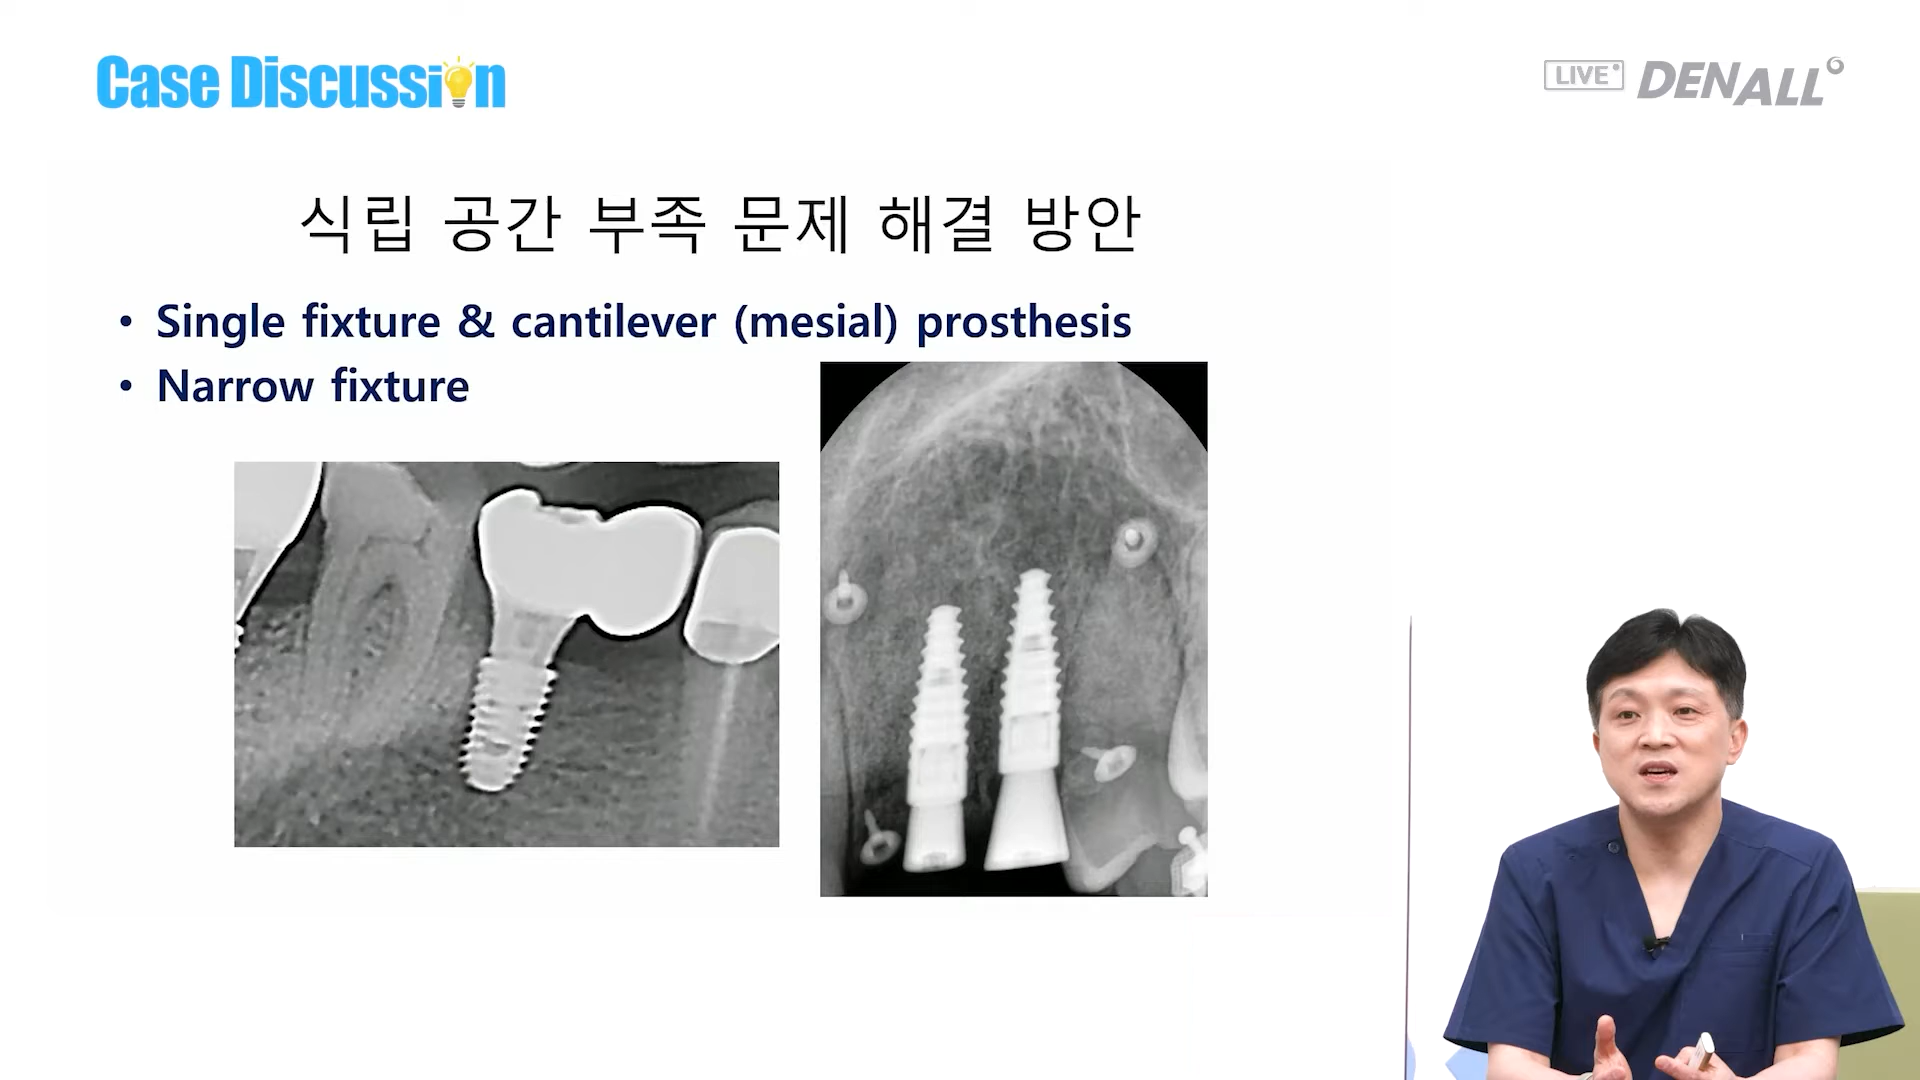 Case Discussion
LIVE DENALL
식립 공간 부족 문제 해결 방안
• Single fixture & cantilever (mesial) prosthesis
• Narrow fixture